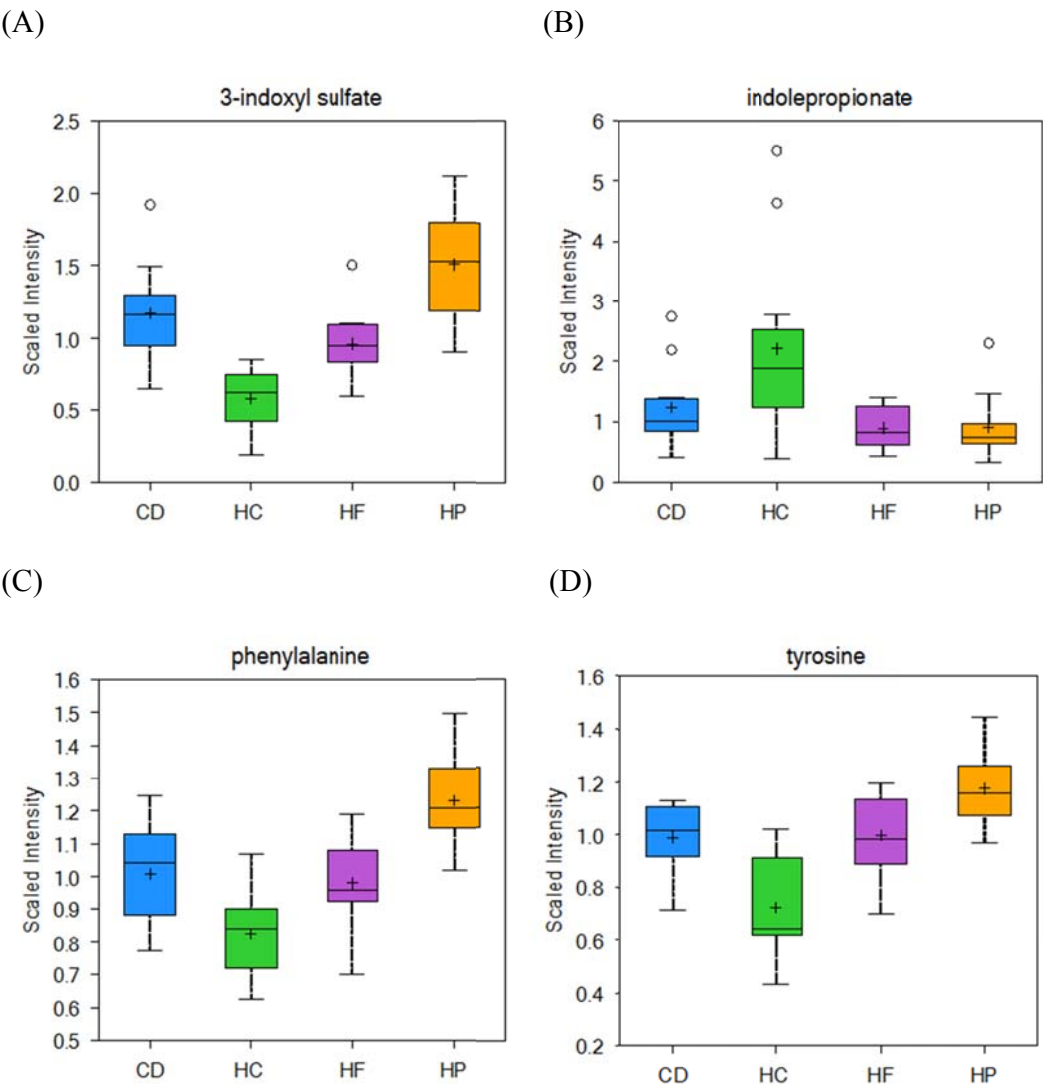 (A)
3-indoxyl sulfate
Scaled Intensity
2.5
2.0
1.5
1.0
0.5
0.0
CD HC HF HP
(B)
indolepropionate
Scaled Intensity
6
5
4
3
2
1
0
CD HC HF HP
(C)
phenylalanine
Scaled Intensity
1.6
1.5
1.4
1.3
1.2
1.1
1.0
0.9
0.8
0.7
0.6
0.5
CD HC HF HP
(D)
tyrosine
Scaled Intensity
1.6
1.4
1.2
1.0
0.8
0.6
0.4
0.2
CD HC HF HP